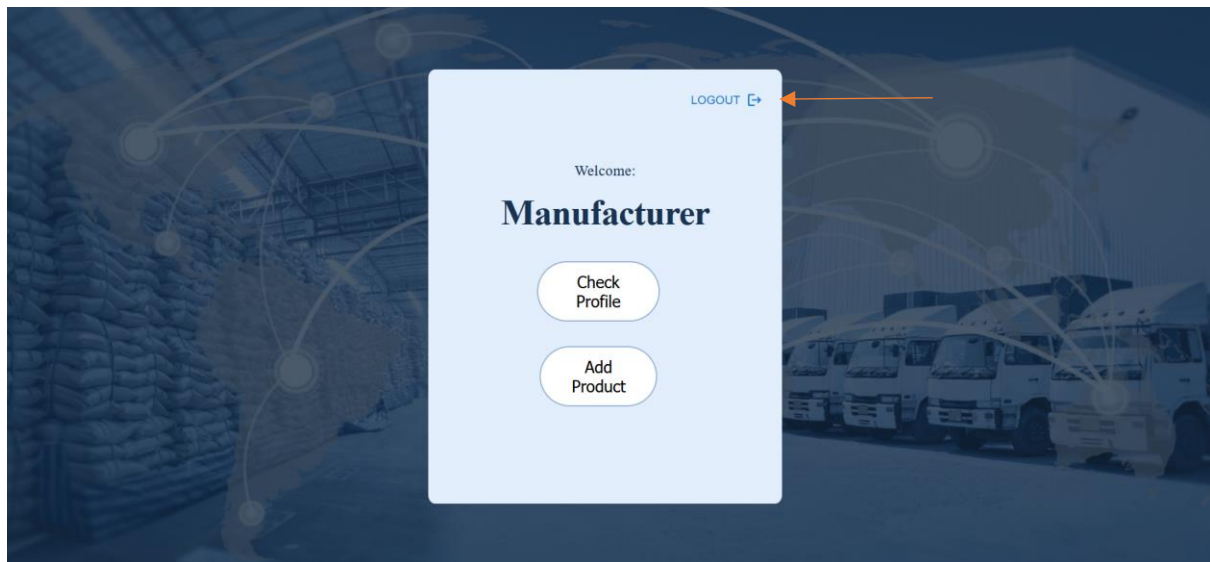 LOGOUT
Welcome:
Manufacturer
Check
Profile
Add
Product